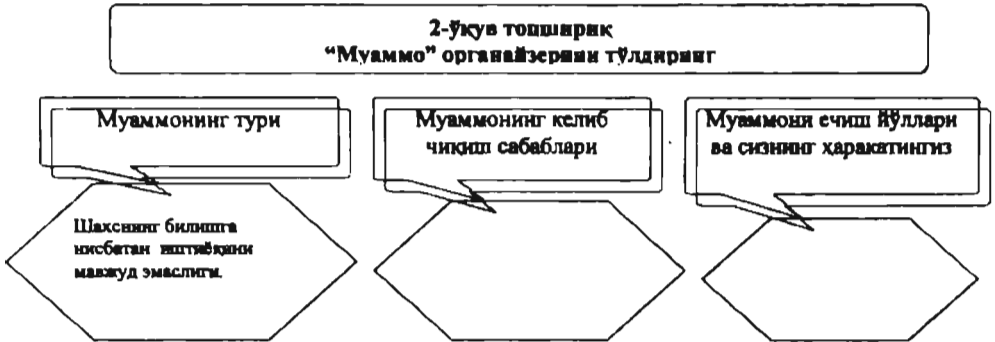 2-ўқув топшириқ
“Муаммо” органайзерини тўлдиринг
Муаммонинг тури
Муаммонинг келиб
чиқиш сабаблари
Муаммони ечиш йўллари
ва сизнинг ҳаракатингиз
Шахснинг билишга
нисбатан иштиёқини
мавжуд эмаслиги.